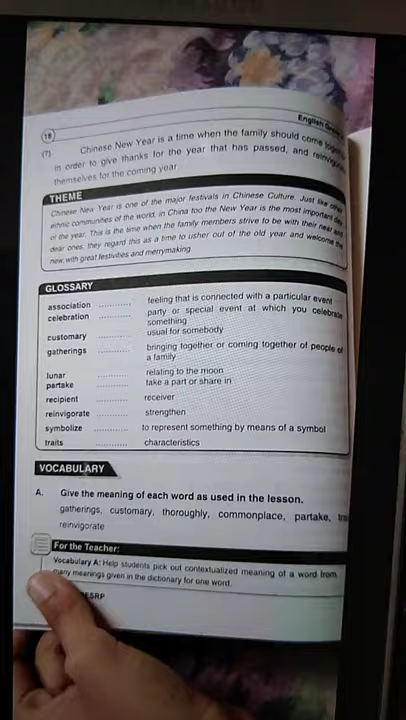 18
English Gra
(7) Chinese New Year is a time when the family should come
in order to give thanks for the year that has passed, and
themselves for the coming year
THEME
Chinese New Year is one of the major festivals in Chinese Culture. Just like other
ethnic communities of the world, in China too the New Year is the most important
of the year. This is the time when the family members strive to be with their near and
dear ones, they regard this as a time to usher out of the old year and welcome the
new, with great festivities and merrymaking.
GLOSSARY
association ............ feeling that is connected with a particular event
celebration ............ party or special event at which you celebrate
something
customary ............ usual for somebody
gatherings ............ bringing together or coming together of people of
a family
lunar ............ relating to the moon
partake ............ take a part or share in
recipient ............ receiver
reinvigorate ............ strengthen
symbolize ............ to represent something by means of a symbol
traits ............ characteristics
VOCABULARY
A. Give the meaning of each word as used in the lesson.
gatherings, customary, thoroughly, commonplace, partake,
reinvigorate
For the Teacher:
Vocabulary A: Help students pick out contextualized meaning of a word from
many meanings given in the dictionary for one word.
ESRP